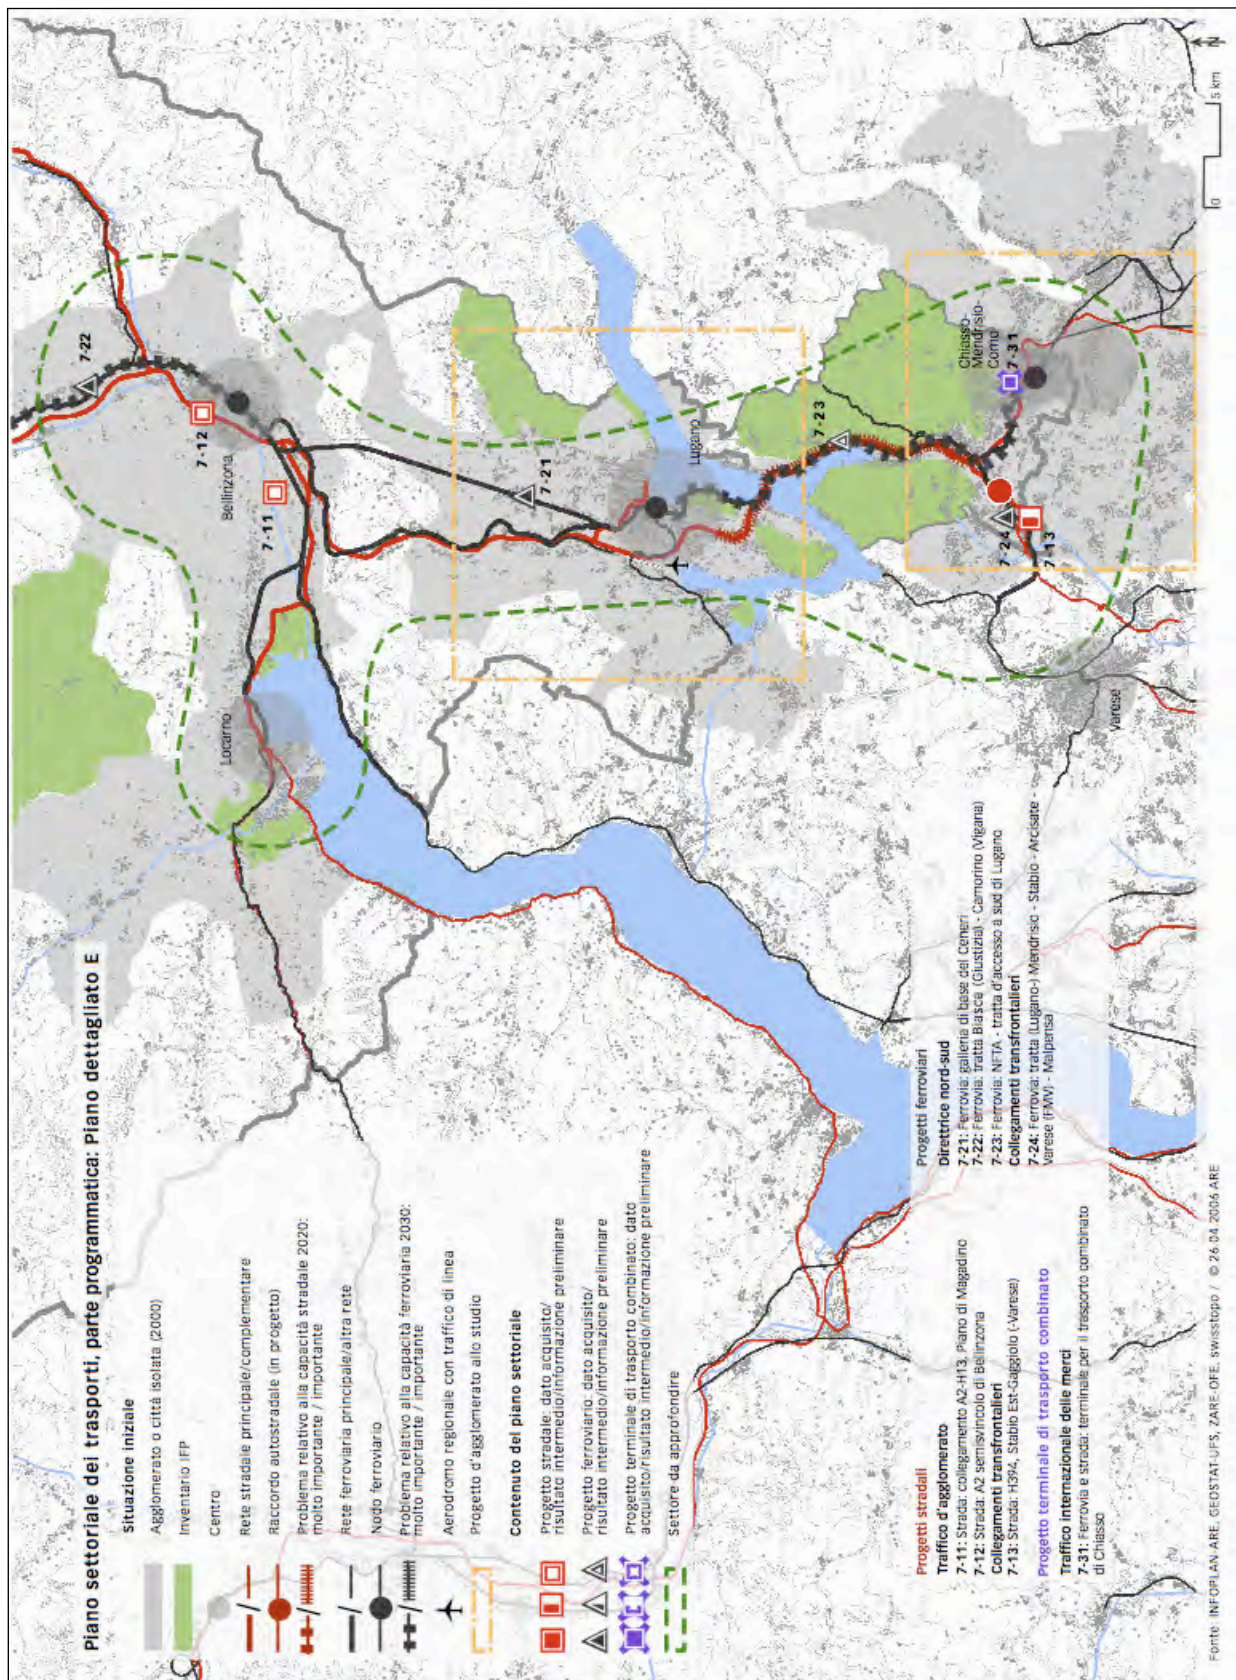 Piano settoriale dei trasporti, parte programmatica: Piano dettagliato E
Situazione iniziale
Agglomerato o città isolata (2000)
Inventario IFP
Centro
Rete stradale principale/complementare
Raccordo autostradale (in progetto)
Problema relativo alla capacità stradale 2020:
molto importante / importante
Rete ferroviaria principale/altra rete
Nodo ferroviario
Problema relativo alla capacità ferroviaria 2030:
molto importante / importante
Aerodromo regionale con traffico di linea
Progetto d'agglomerato allo studio
Contenuto del piano settoriale
Progetto stradale: dato acquisito/
risultato intermedio/informazione preliminare
Progetto ferroviario: dato acquisito/
risultato intermedio/informazione preliminare
Progetto terminale di trasporto combinato: dato
acquisito/risultato intermedio/informazione preliminare
Settore da approfondire
Progetti stradali
Traffico d'agglomerato
7-11: Strada: collegamento A2-H13, Piano di Magadino
7-12: Strada: A2 semisvincolo di Bellinzona
Collegamenti transfrontalieri
7-13: Strada: H394, Stabio Est-Gaggiolo (-Varese)
Progetto terminale di trasporto combinato
Traffico internazionale delle merci
7-31: Ferrovia e strada: terminale per il trasporto combinato
di Chiasso
Progetti ferroviari
Direttrice nord-sud
7-21: Ferrovia: galleria di base del Ceneri
7-22: Ferrovia: tratta Biasca (Giustizia) - Camorino (Vigana)
7-23: Ferrovia: NFTA - tratta d'accesso a sud di Lugano
Collegamenti transfrontalieri
7-24: Ferrovia: tratta (Lugano-) Mendrisio - Stabio - Arcisate -
Varese (FMV) - Malpensa
Locarno
Bellinzona
7-11
7-12
7-22
7-21
Lugano
7-23
Varese
7-24
7-13
Chiasso-
Mendrisio-
Como
7-31
0
5 km
N
Fonte: INFOPLAN-ARE, GEOSTAT-UFS, ZARE-OFE, swisstopo / © 26.04.2006 ARE